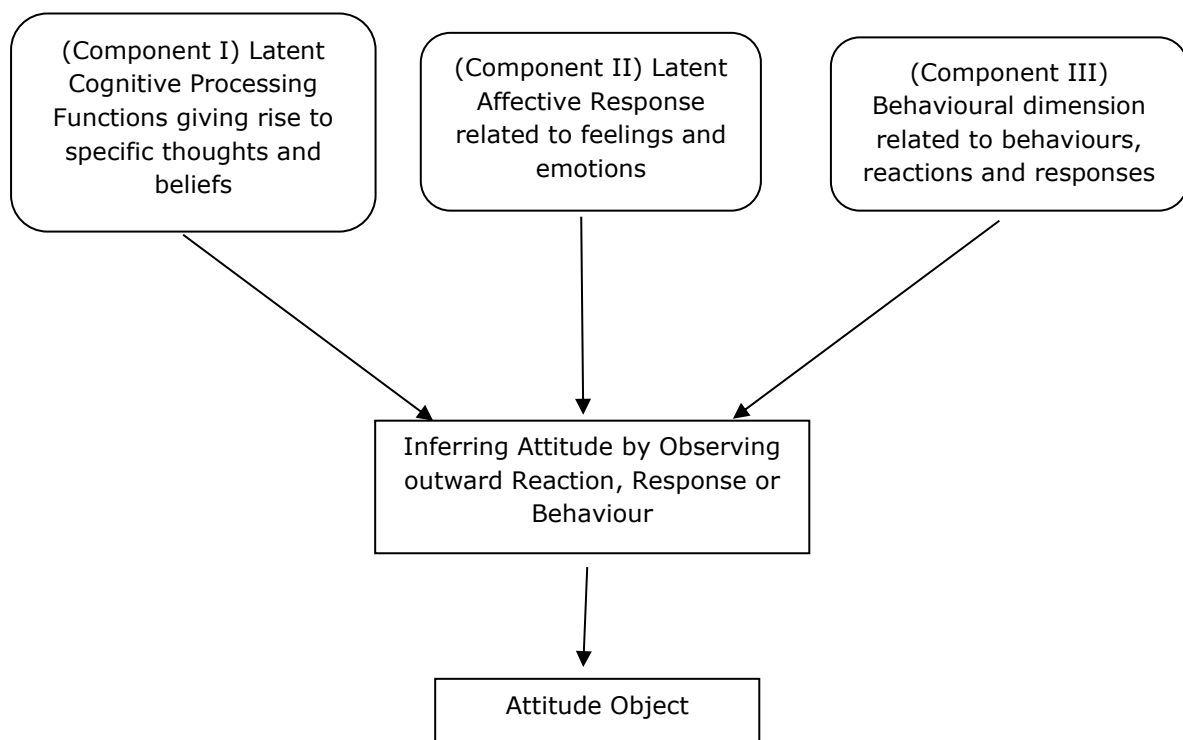 (Component I) Latent
Cognitive Processing
Functions giving rise to
specific thoughts and
beliefs
(Component II) Latent
Affective Response
related to feelings and
emotions
(Component III)
Behavioural dimension
related to behaviours,
reactions and responses
Inferring Attitude by Observing
outward Reaction, Response or
Behaviour
Attitude Object